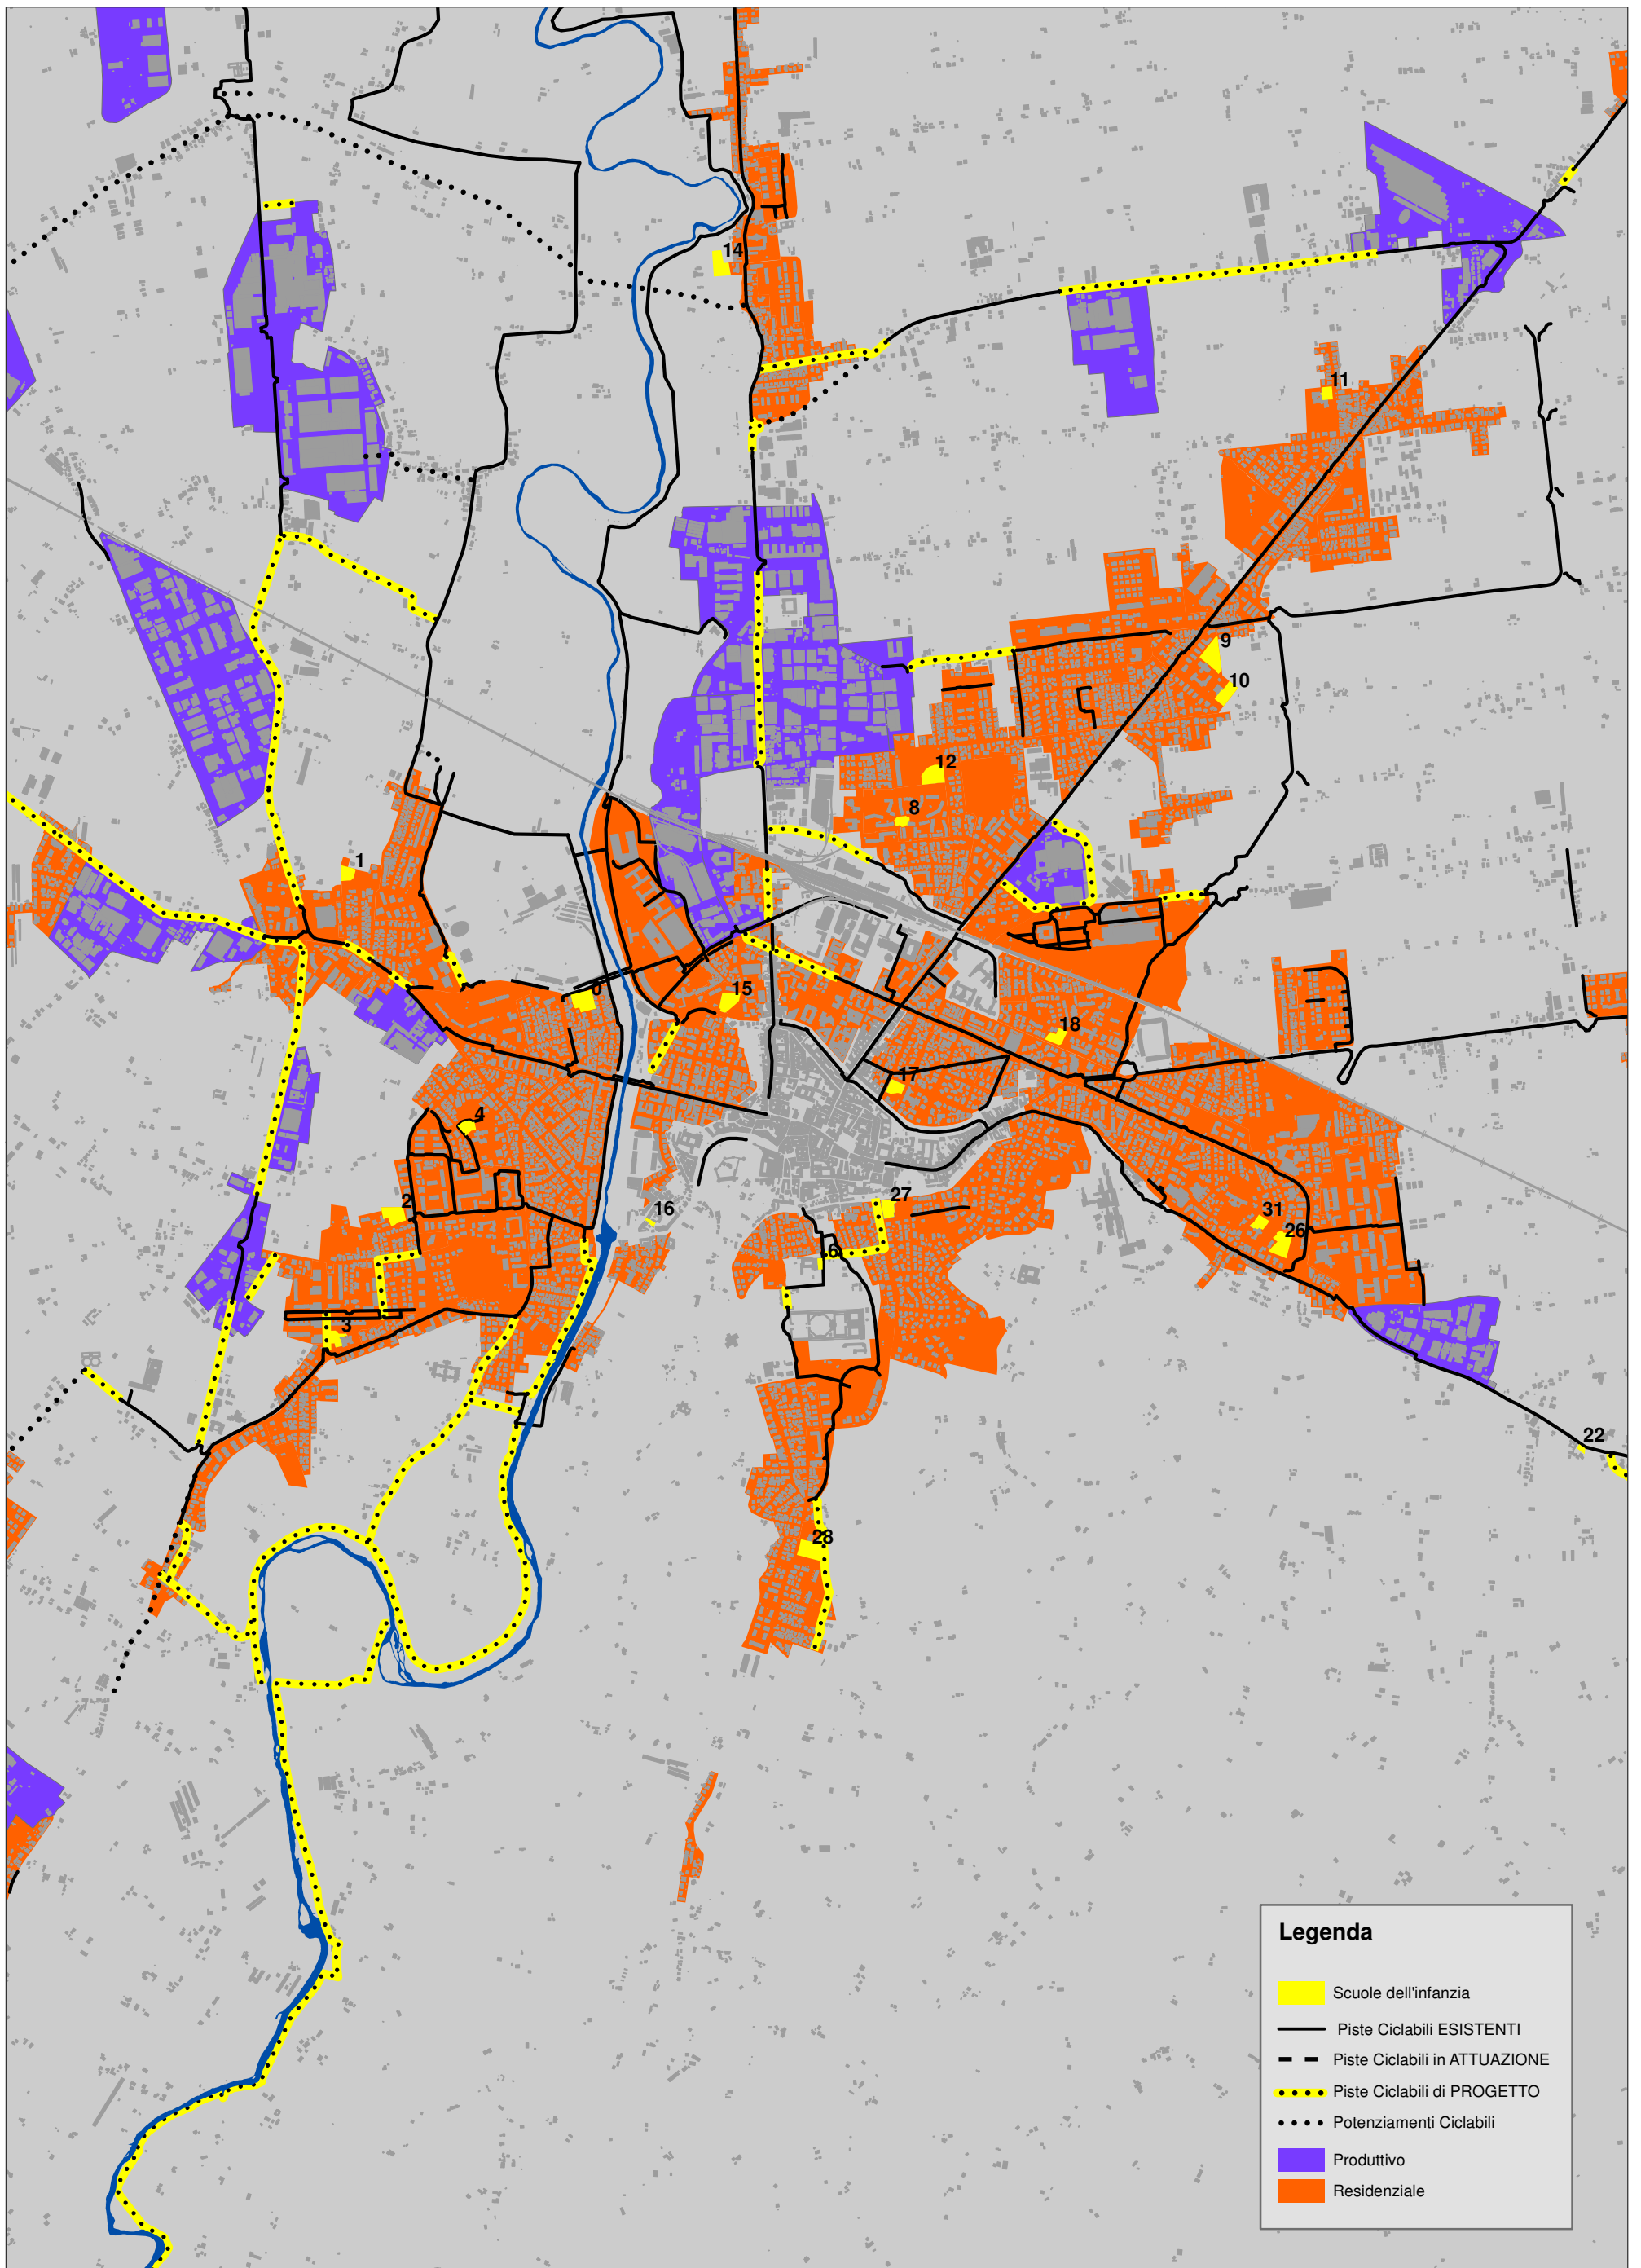 14
11
9
10
12
8
1
0
15
18
17
4
2
27
16
31
6
26
3
22
28
Legenda
Scuole dell'infanzia
Piste Ciclabili ESISTENTI
Piste Ciclabili in ATTUAZIONE
Piste Ciclabili di PROGETTO
Potenziamenti Ciclabili
Produttivo
Residenziale